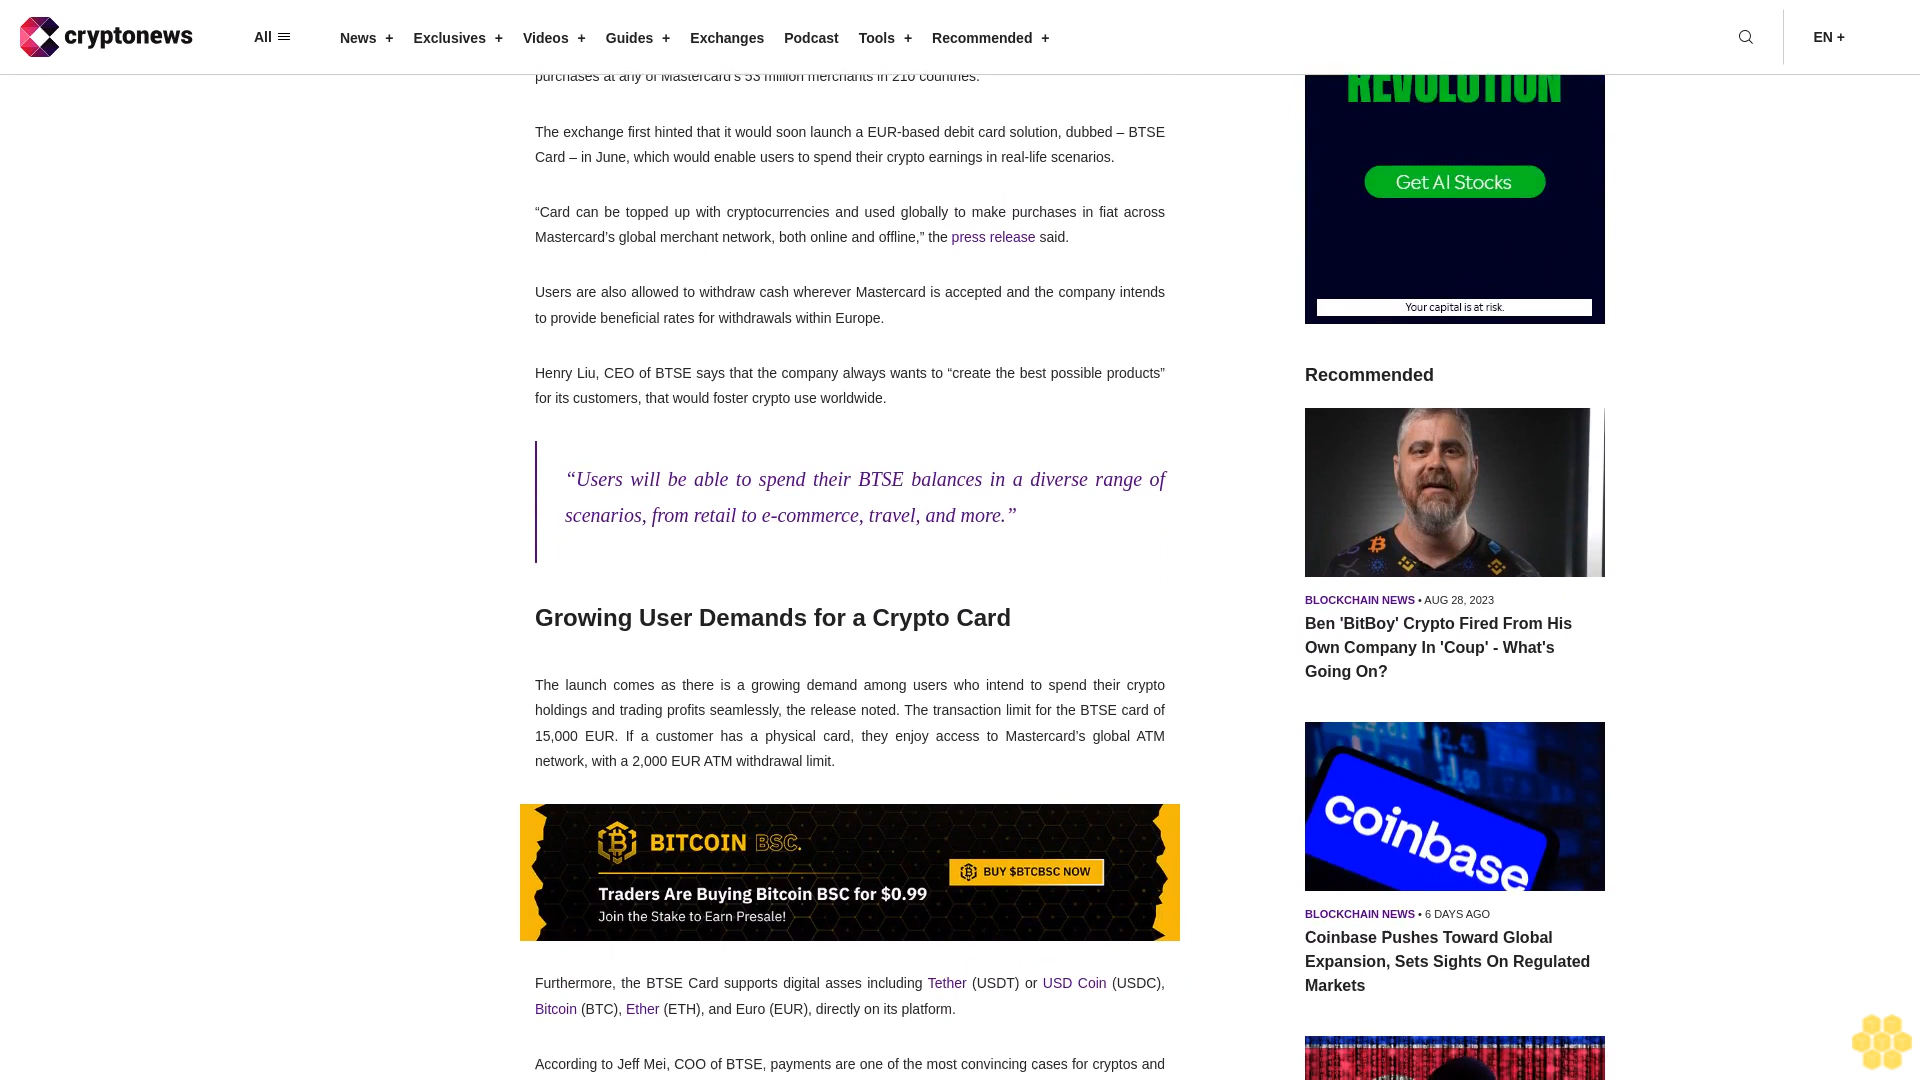 cryptonews
All
News +
Exclusives +
Videos +
Guides +
Exchanges
Podcast
Tools +
Recommended +
EN +
purchases at any of Mastercard’s 53 million merchants in 210 countries.
The exchange first hinted that it would soon launch a EUR-based debit card solution, dubbed – BTSE
Card – in June, which would enable users to spend their crypto earnings in real-life scenarios.
“Card can be topped up with cryptocurrencies and used globally to make purchases in fiat across
Mastercard’s global merchant network, both online and offline,” the press release said.
Users are also allowed to withdraw cash wherever Mastercard is accepted and the company intends
to provide beneficial rates for withdrawals within Europe.
Henry Liu, CEO of BTSE says that the company always wants to “create the best possible products”
for its customers, that would foster crypto use worldwide.
“Users will be able to spend their BTSE balances in a diverse range of
scenarios, from retail to e-commerce, travel, and more.”
Growing User Demands for a Crypto Card
The launch comes as there is a growing demand among users who intend to spend their crypto
holdings and trading profits seamlessly, the release noted. The transaction limit for the BTSE card of
15,000 EUR. If a customer has a physical card, they enjoy access to Mastercard’s global ATM
network, with a 2,000 EUR ATM withdrawal limit.
BITCOIN BSC.
Traders Are Buying Bitcoin BSC for $0.99
Join the Stake to Earn Presale!
BUY $BTCBSC NOW
Furthermore, the BTSE Card supports digital asses including Tether (USDT) or USD Coin (USDC),
Bitcoin (BTC), Ether (ETH), and Euro (EUR), directly on its platform.
According to Jeff Mei, COO of BTSE, payments are one of the most convincing cases for cryptos and
REVOLUTION
Get AI Stocks
Your capital is at risk.
Recommended
BLOCKCHAIN NEWS • AUG 28, 2023
Ben 'BitBoy' Crypto Fired From His
Own Company In 'Coup' - What's
Going On?
coinbase
BLOCKCHAIN NEWS • 6 DAYS AGO
Coinbase Pushes Toward Global
Expansion, Sets Sights On Regulated
Markets